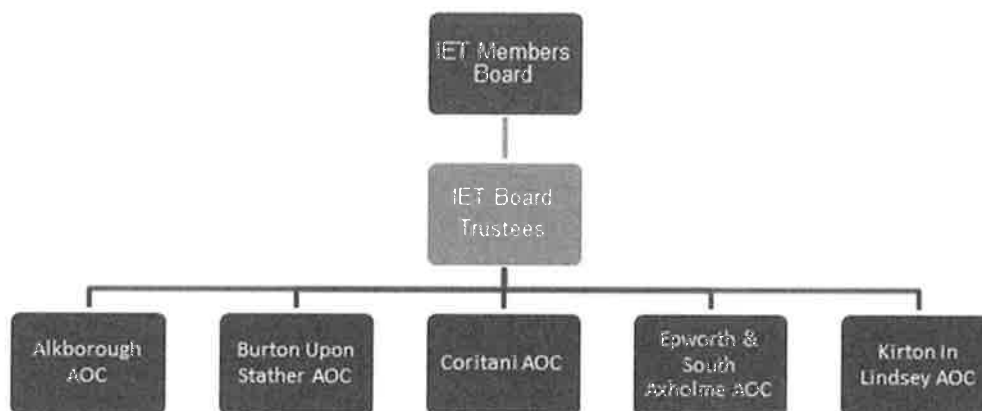 IET Members
Board
IET Board
Trustees
Alkborough
AOC
Burton Upon
Stather AOC
Coritani AOC
Epworth &
South
Axholme AOC
Kirton In
Lindsey AOC